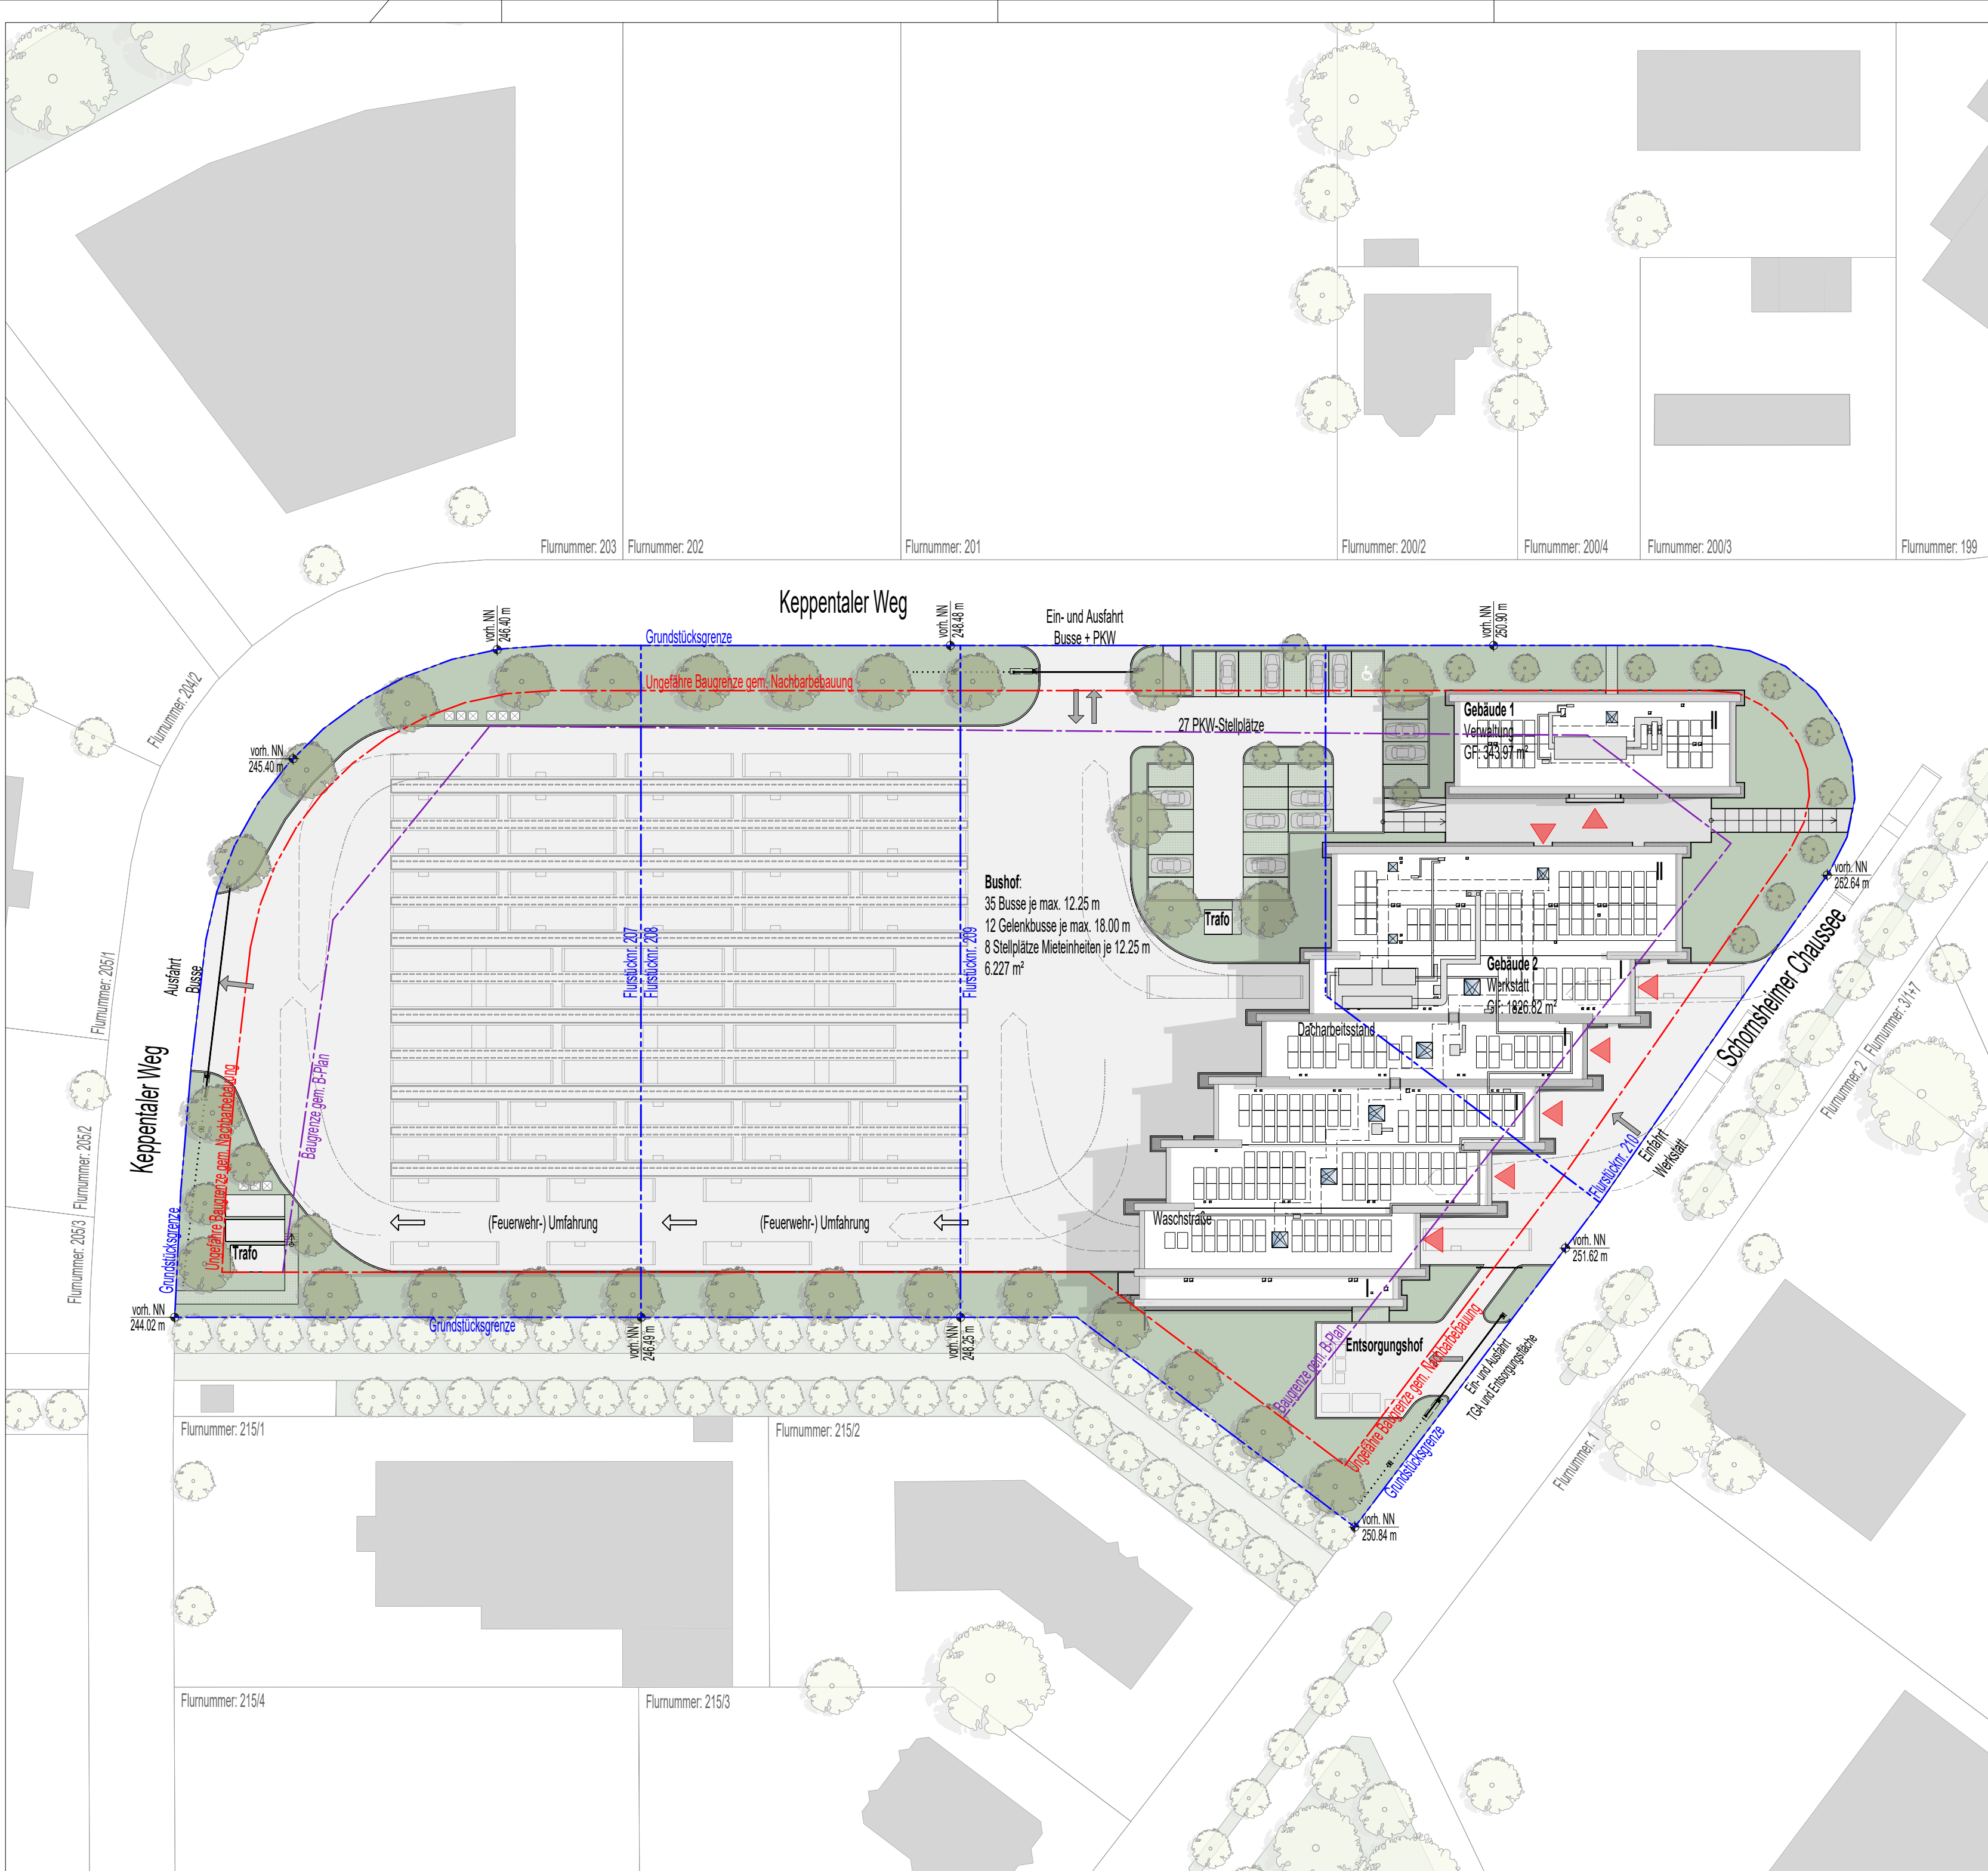 Flurnummer: 203
Flurnummer: 202
Flurnummer: 201
Flurnummer: 200/2
Flurnummer: 200/4
Flurnummer: 200/3
Flurnummer: 199
Keppentaler Weg
vorh. NN
246.40 m
Grundstücksgrenze
vorh. NN
248.48 m
Ein- und Ausfahrt
Busse + PKW
vorh. NN
250.90 m
Flurnummer: 204/2
Ungefähre Baugrenze gem. Nachbarbebauung
27 PKW-Stellplätze
Gebäude 1
Verwaltung
GF: 343.97 m²
vorh. NN
245.40 m
Bushof:
35 Busse je max. 12.25 m
12 Gelenkbusse je max. 18.00 m
8 Stellplätze Mieteinheiten je 12.25 m
6.227 m²
Trafo
vorh. NN
252.64 m
Flurstücknr. 207
Flurstücknr. 208
Flurstücknr. 209
Gebäude 2
Werkstatt
GF: 1826.82 m²
Dacharbeitsstand
Schornsheimer Chaussee
Flurnummer: 205/1
Ausfahrt
Busse
Keppentaler Weg
Ungefähre Baugrenze gem. Nachbarbebauung
Baugrenze gem. B-Plan
Flurnummer: 2
Flurnummer: 3/1+7
Flurnummer: 205/2
Flurnummer: 205/3
Grundstücksgrenze
Einfahrt
Werkstatt
Flurstücknr. 210
(Feuerwehr-) Umfahrung
(Feuerwehr-) Umfahrung
Waschstraße
Trafo
vorh. NN
251.62 m
vorh. NN
244.02 m
Grundstücksgrenze
vorh. NN
246.49 m
vorh. NN
248.25 m
Entsorgungshof
Baugrenze gem. B-Plan
Ungefähre Baugrenze gem. Nachbarbebauung
Ein- und Ausfahrt
TGA und Entsorgungsfläche
Grundstücksgrenze
Flurnummer: 1
vorh. NN
250.84 m
Flurnummer: 215/1
Flurnummer: 215/2
Flurnummer: 215/4
Flurnummer: 215/3